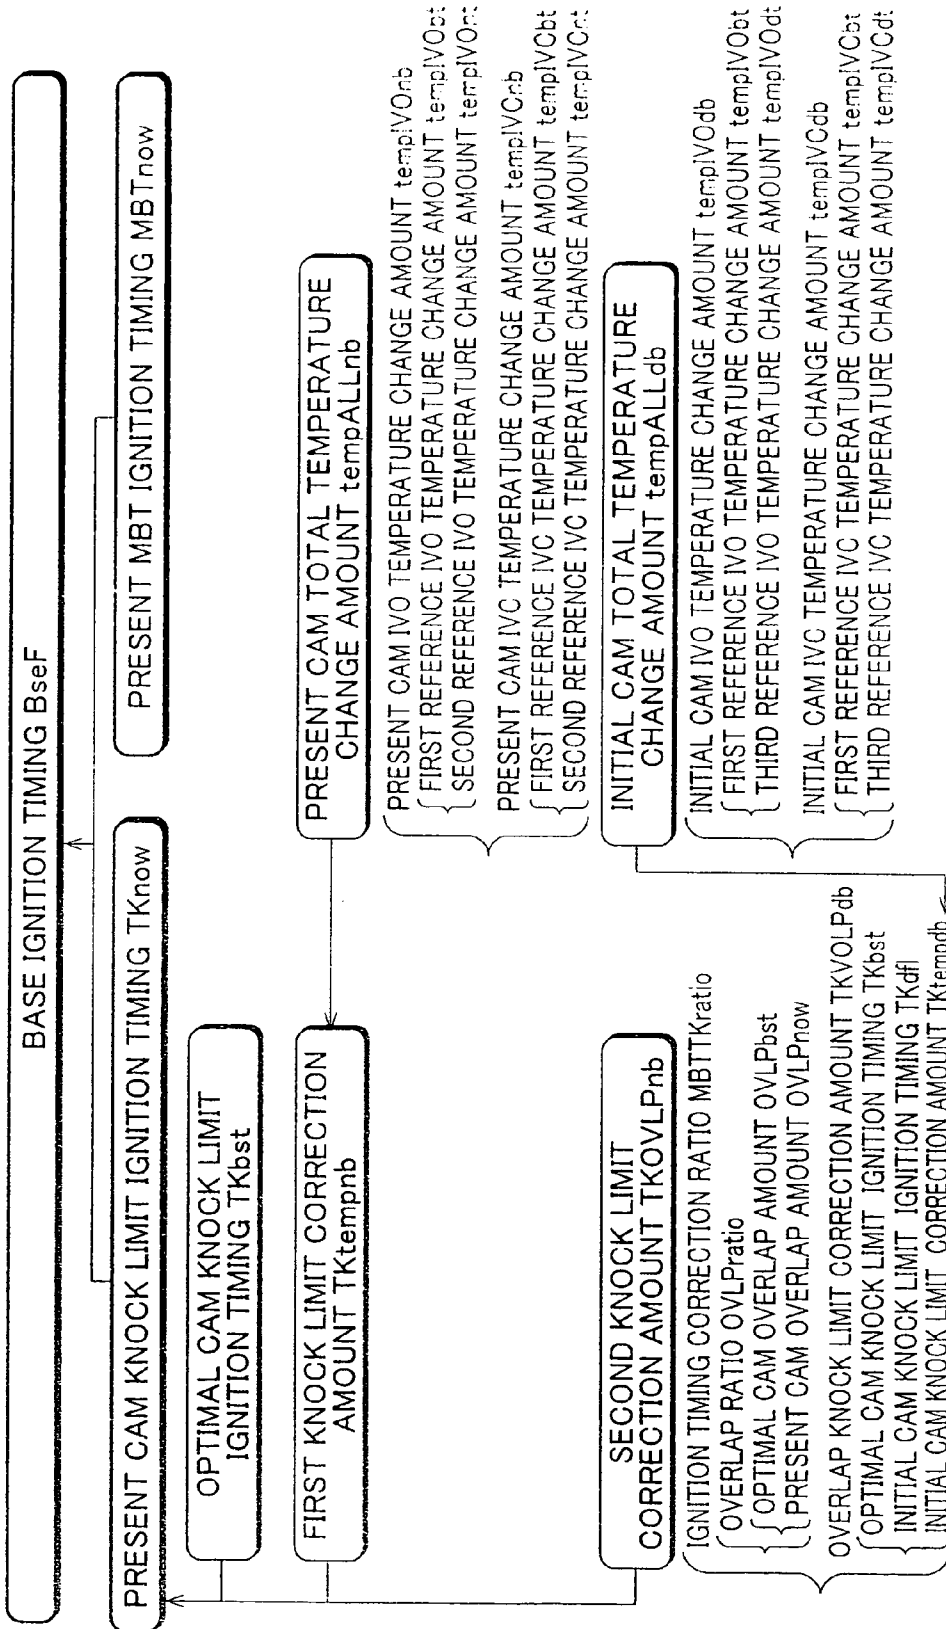 BASE IGNITION TIMING BseF
PRESENT CAM KNOCK LIMIT IGNITION TIMING TKnow
PRESENT MBT IGNITION TIMING MBTnow
OPTIMAL CAM KNOCK LIMIT
IGNITION TIMING TKbst
FIRST KNOCK LIMIT CORRECTION
AMOUNT TKtempnb
PRESENT CAM TOTAL TEMPERATURE
CHANGE AMOUNT tempALLnb
PRESENT CAM IVO TEMPERATURE CHANGE AMOUNT tempIVOnb
FIRST REFERENCE IVO TEMPERATURE CHANGE AMOUNT tempIVObt
SECOND REFERENCE IVO TEMPERATURE CHANGE AMOUNT tempIVOnt
PRESENT CAM IVC TEMPERATURE CHANGE AMOUNT tempIVCnb
FIRST REFERENCE IVC TEMPERATURE CHANGE AMOUNT tempIVCbt
SECOND REFERENCE IVC TEMPERATURE CHANGE AMOUNT tempIVCnt
SECOND KNOCK LIMIT
CORRECTION AMOUNT TKOVLPnb
IGNITION TIMING CORRECTION RATIO MBTTKratio
OVERLAP RATIO OVLPratio
OPTIMAL CAM OVERLAP AMOUNT OVLPbst
PRESENT CAM OVERLAP AMOUNT OVLPnow
OVERLAP KNOCK LIMIT CORRECTION AMOUNT TKVOLPdb
OPTIMAL CAM KNOCK LIMIT IGNITION TIMING TKbst
INITIAL CAM KNOCK LIMIT IGNITION TIMING TKdfl
INITIAL CAM KNOCK LIMIT CORRECTION AMOUNT TKtempdb
INITIAL CAM TOTAL TEMPERATURE
CHANGE AMOUNT tempALLdb
INITIAL CAM IVO TEMPERATURE CHANGE AMOUNT tempIVOdb
FIRST REFERENCE IVO TEMPERATURE CHANGE AMOUNT tempIVObt
THIRD REFERENCE IVO TEMPERATURE CHANGE AMOUNT tempIVOdt
INITIAL CAM IVC TEMPERATURE CHANGE AMOUNT tempIVCdb
FIRST REFERENCE IVC TEMPERATURE CHANGE AMOUNT tempIVCbt
THIRD REFERENCE IVC TEMPERATURE CHANGE AMOUNT tempIVCdt